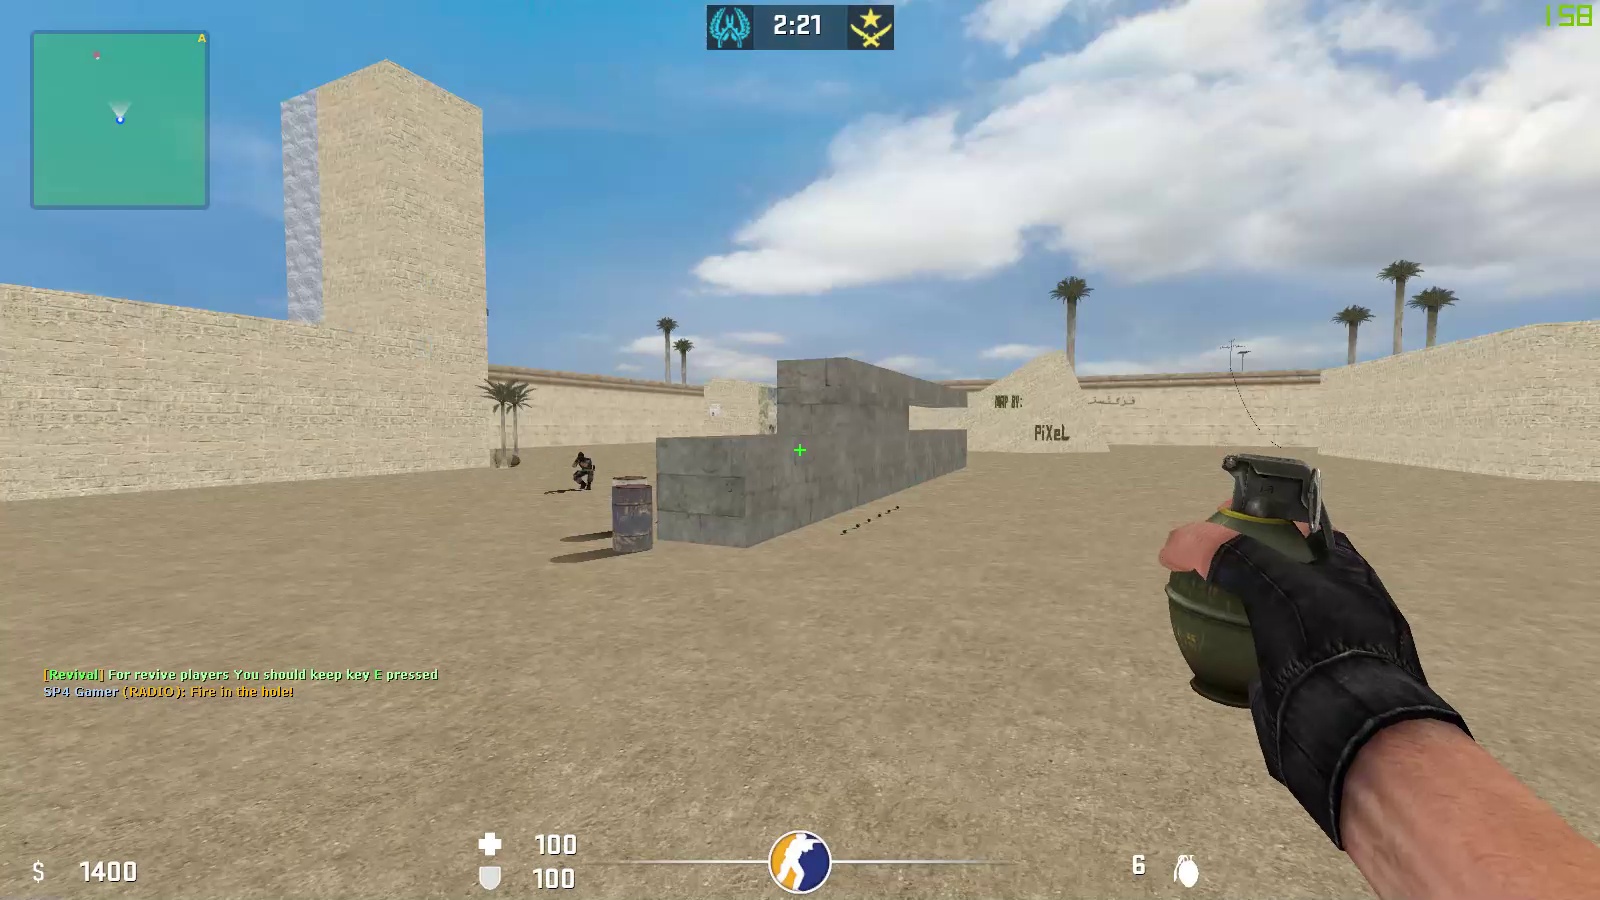 A
2:21
158
MAP BY:
PiXeL
[Revival] For revive players You should keep key E pressed
SP4 Gamer (RADIO): Fire in the hole!
$ 1400
100
100
6